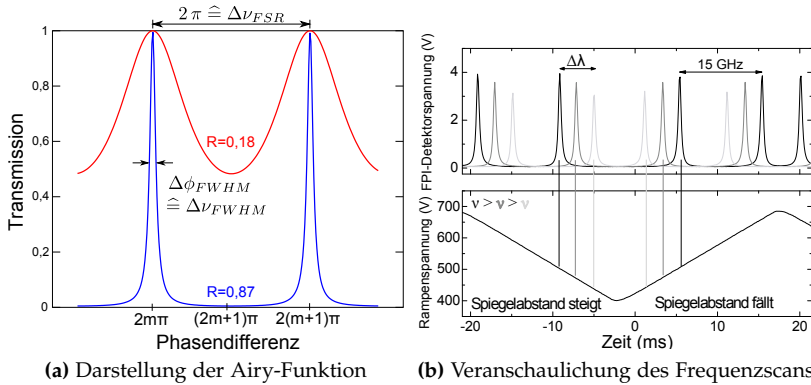 2 π ≙ Δν_FSR
1
0,8
0,6
0,4
0,2
0
Transmission
R=0,18
Δϕ_FWHM
≙ Δν_FWHM
R=0,87
2mπ
(2m+1)π
2(m+1)π
Phasendifferenz
(a) Darstellung der Airy-Funktion
FPI-Detektorspannung (V)
4
2
0
Δλ
15 GHz
Rampenspannung (V)
800
700
600
500
400
ν > ν > ν
Spiegelabstand steigt
Spiegelabstand fällt
-20
-10
0
10
20
Zeit (ms)
(b) Veranschaulichung des Frequenzscans